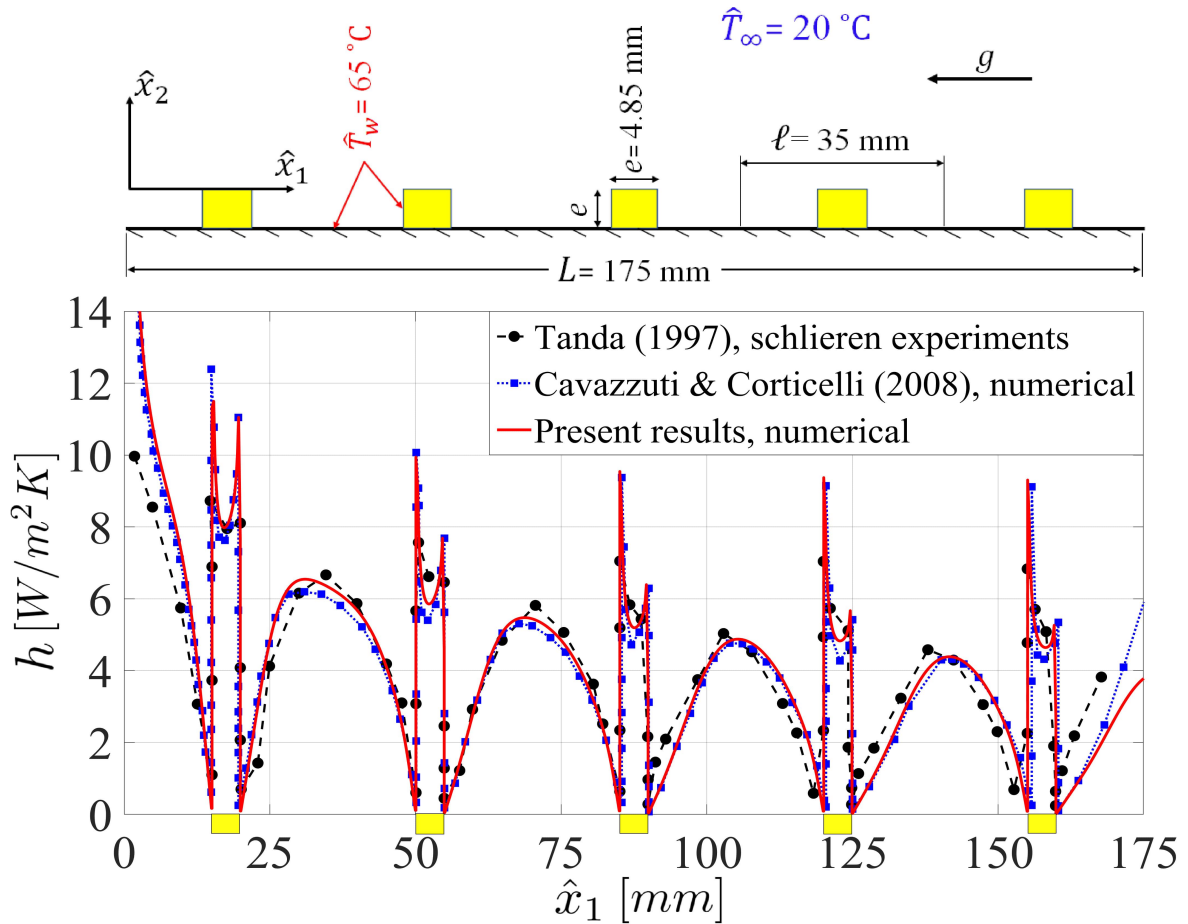 T̂∞ = 20 °C
x̂2
T̂w = 65 °C
e = 4.85 mm
g
x̂1
ℓ = 35 mm
e
L = 175 mm
14
12
10
8
6
4
2
0
h [W/m²K]
Tanda (1997), schlieren experiments
Cavazzuti & Corticelli (2008), numerical
Present results, numerical
0 25 50 75 100 125 150 175
x̂1 [mm]